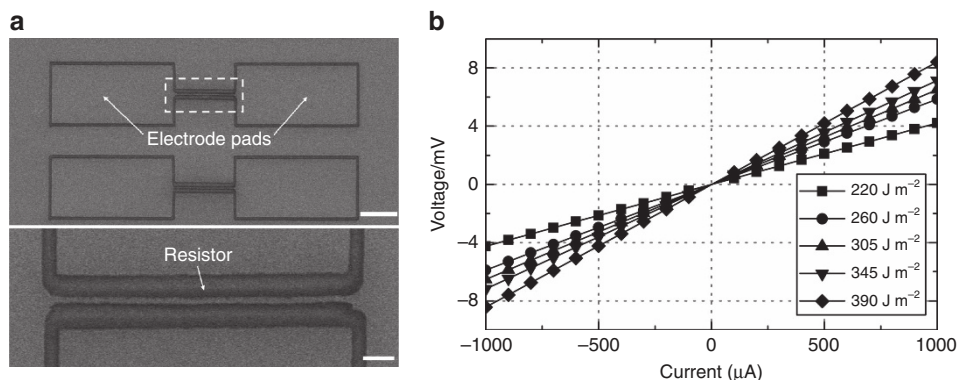 a
Electrode pads
Resistor
b
Voltage/mV
8
4
0
−4
−8
220 J m⁻²
260 J m⁻²
305 J m⁻²
345 J m⁻²
390 J m⁻²
−1000 −500 0 500 1000
Current (μA)